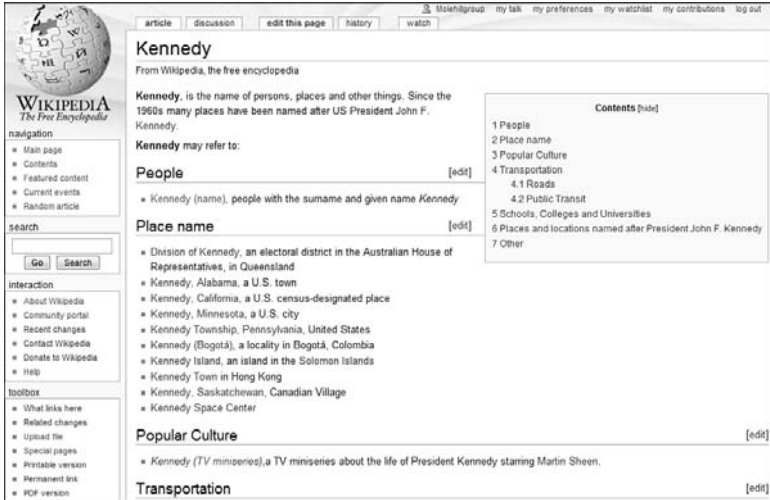 Molehillgroup my talk my preferences my watchlist my contributions log out
article discussion edit this page history watch
WIKIPEDIA
The Free Encyclopedia
navigation
Main page
Contents
Featured content
Current events
Random article
search
Go Search
interaction
About Wikipedia
Community portal
Recent changes
Contact Wikipedia
Donate to Wikipedia
Help
toolbox
What links here
Related changes
Upload file
Special pages
Printable version
Permanent link
PDF version
Kennedy
From Wikipedia, the free encyclopedia
Kennedy, is the name of persons, places and other things. Since the
1960s many places have been named after US President John F.
Kennedy.
Kennedy may refer to:
Contents [hide]
1 People
2 Place name
3 Popular Culture
4 Transportation
4.1 Roads
4.2 Public Transit
5 Schools, Colleges and Universities
6 Places and locations named after President John F. Kennedy
7 Other
People [edit]
Kennedy (name), people with the surname and given name Kennedy
Place name [edit]
Division of Kennedy, an electoral district in the Australian House of
Representatives, in Queensland
Kennedy, Alabama, a U.S. town
Kennedy, California, a U.S. census-designated place
Kennedy, Minnesota, a U.S. city
Kennedy Township, Pennsylvania, United States
Kennedy (Bogotá), a locality in Bogotá, Colombia
Kennedy Island, an island in the Solomon Islands
Kennedy Town in Hong Kong
Kennedy, Saskatchewan, Canadian Village
Kennedy Space Center
Popular Culture [edit]
Kennedy (TV miniseries),a TV miniseries about the life of President Kennedy starring Martin Sheen.
Transportation [edit]